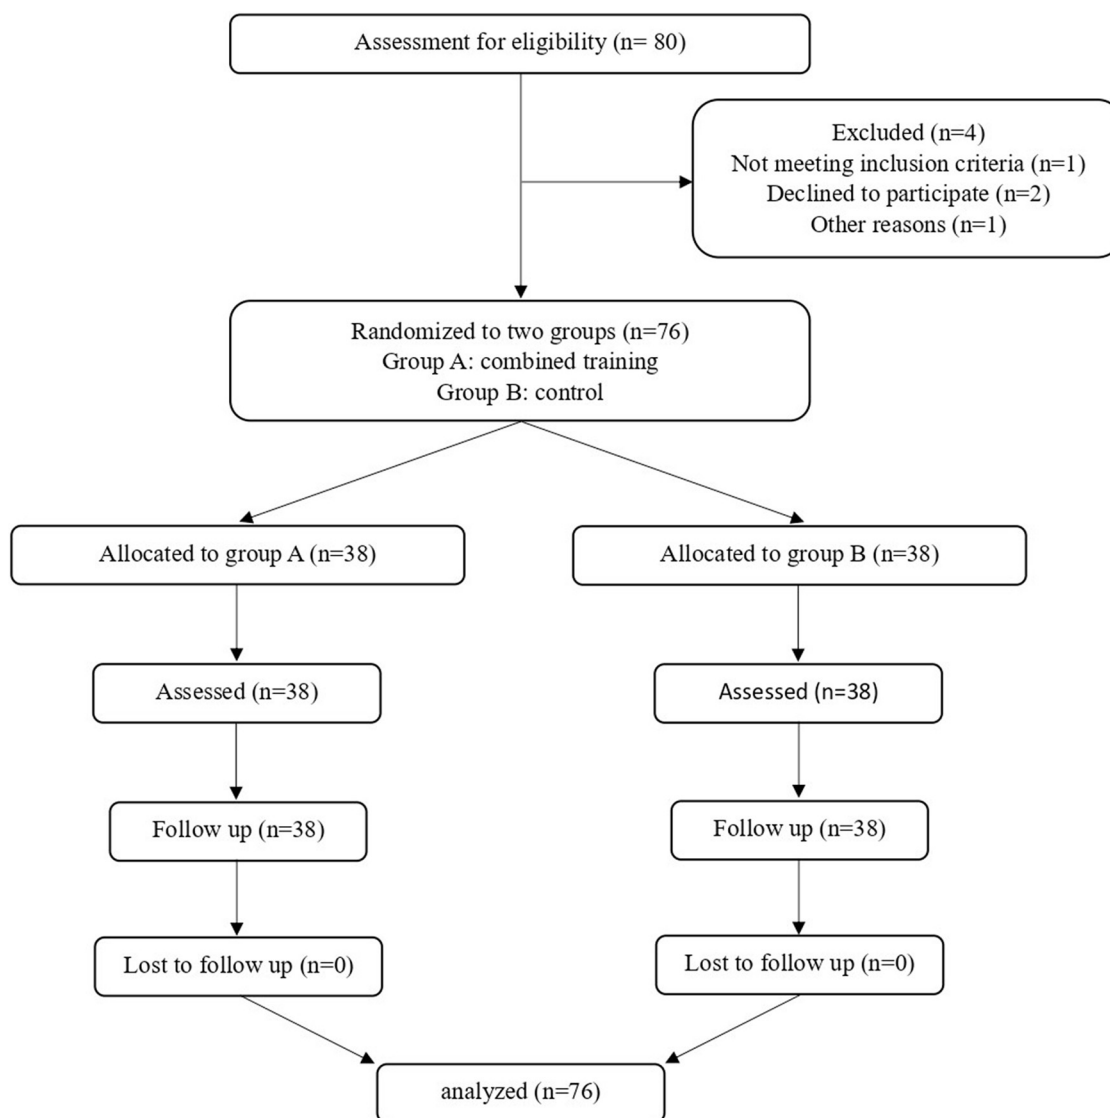 Assessment for eligibility (n= 80)
Excluded (n=4)
Not meeting inclusion criteria (n=1)
Declined to participate (n=2)
Other reasons (n=1)
Randomized to two groups (n=76)
Group A: combined training
Group B: control
Allocated to group A (n=38)
Allocated to group B (n=38)
Assessed (n=38)
Assessed (n=38)
Follow up (n=38)
Follow up (n=38)
Lost to follow up (n=0)
Lost to follow up (n=0)
analyzed (n=76)